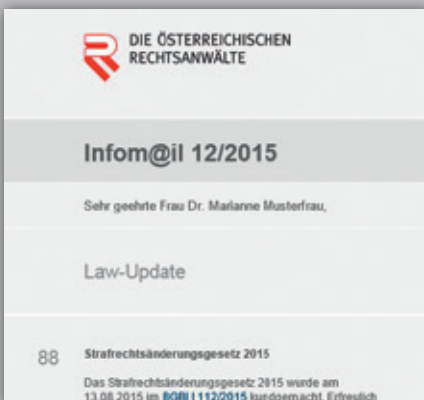 DIE ÖSTERREICHISCHEN
RECHTSANWÄLTE
Infom@il 12/2015
Sehr geehrte Frau Dr. Marianne Musterfrau,
Law-Update
88 Strafrechtsänderungsgesetz 2015
Das Strafrechtsänderungsgesetz 2015 wurde am
13.08.2015 im BGBl I 112/2015 kundgemacht. Erfreulich